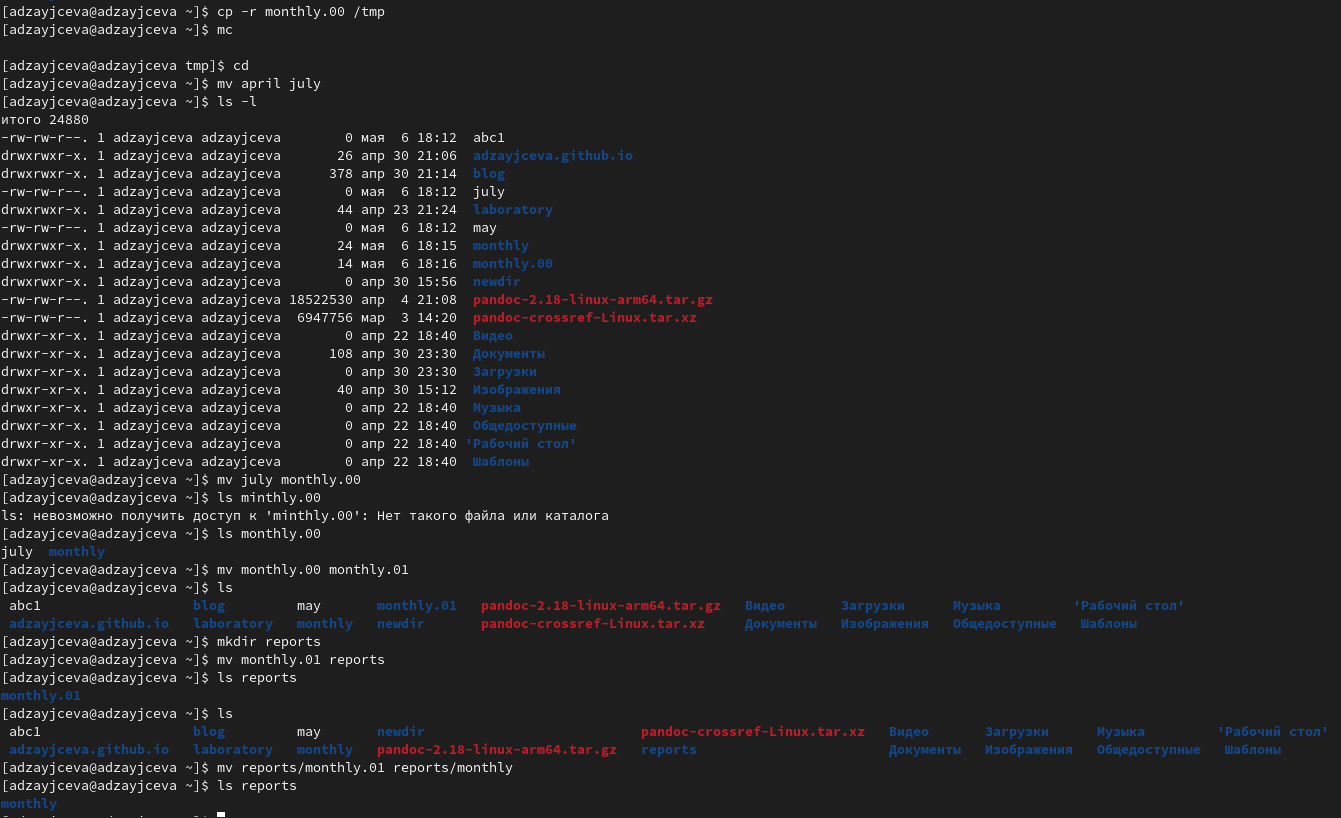 [adzayjceva@adzayjceva ~]$ cp -r monthly.00 /tmp
[adzayjceva@adzayjceva ~]$ mc
[adzayjceva@adzayjceva tmp]$ cd
[adzayjceva@adzayjceva ~]$ mv april july
[adzayjceva@adzayjceva ~]$ ls -l
итого 24880
-rw-rw-r--. 1 adzayjceva adzayjceva        0 мая  6 18:12  abc1
drwxrwxr-x. 1 adzayjceva adzayjceva       26 апр 30 21:06  adzayjceva.github.io
drwxrwxr-x. 1 adzayjceva adzayjceva      378 апр 30 21:14  blog
-rw-rw-r--. 1 adzayjceva adzayjceva        0 мая  6 18:12  july
drwxrwxr-x. 1 adzayjceva adzayjceva       44 апр 23 21:24  laboratory
-rw-rw-r--. 1 adzayjceva adzayjceva        0 мая  6 18:12  may
drwxrwxr-x. 1 adzayjceva adzayjceva       24 мая  6 18:15  monthly
drwxrwxr-x. 1 adzayjceva adzayjceva       14 мая  6 18:16  monthly.00
drwxrwxr-x. 1 adzayjceva adzayjceva        0 апр 30 15:56  newdir
-rw-rw-r--. 1 adzayjceva adzayjceva 18522530 апр  4 21:08  pandoc-2.18-linux-arm64.tar.gz
-rw-rw-r--. 1 adzayjceva adzayjceva  6947756 мар  3 14:20  pandoc-crossref-Linux.tar.xz
drwxr-xr-x. 1 adzayjceva adzayjceva        0 апр 22 18:40  Видео
drwxr-xr-x. 1 adzayjceva adzayjceva      108 апр 30 23:30  Документы
drwxr-xr-x. 1 adzayjceva adzayjceva        0 апр 30 23:30  Загрузки
drwxr-xr-x. 1 adzayjceva adzayjceva       40 апр 30 15:12  Изображения
drwxr-xr-x. 1 adzayjceva adzayjceva        0 апр 22 18:40  Музыка
drwxr-xr-x. 1 adzayjceva adzayjceva        0 апр 22 18:40  Общедоступные
drwxr-xr-x. 1 adzayjceva adzayjceva        0 апр 22 18:40 'Рабочий стол'
drwxr-xr-x. 1 adzayjceva adzayjceva        0 апр 22 18:40  Шаблоны
[adzayjceva@adzayjceva ~]$ mv july monthly.00
[adzayjceva@adzayjceva ~]$ ls minthly.00
ls: невозможно получить доступ к 'minthly.00': Нет такого файла или каталога
[adzayjceva@adzayjceva ~]$ ls monthly.00
july  monthly
[adzayjceva@adzayjceva ~]$ mv monthly.00 monthly.01
[adzayjceva@adzayjceva ~]$ ls
abc1   blog   may   monthly.01   pandoc-2.18-linux-arm64.tar.gz   Видео   Загрузки   Музыка   'Рабочий стол'
adzayjceva.github.io   laboratory   monthly   newdir   pandoc-crossref-Linux.tar.xz   Документы   Изображения   Общедоступные   Шаблоны
[adzayjceva@adzayjceva ~]$ mkdir reports
[adzayjceva@adzayjceva ~]$ mv monthly.01 reports
[adzayjceva@adzayjceva ~]$ ls reports
monthly.01
[adzayjceva@adzayjceva ~]$ ls
abc1   blog   may   newdir   pandoc-crossref-Linux.tar.xz   Видео   Загрузки   Музыка   'Рабочий стол'
adzayjceva.github.io   laboratory   monthly   pandoc-2.18-linux-arm64.tar.gz   reports   Документы   Изображения   Общедоступные   Шаблоны
[adzayjceva@adzayjceva ~]$ mv reports/monthly.01 reports/monthly
[adzayjceva@adzayjceva ~]$ ls reports
monthly